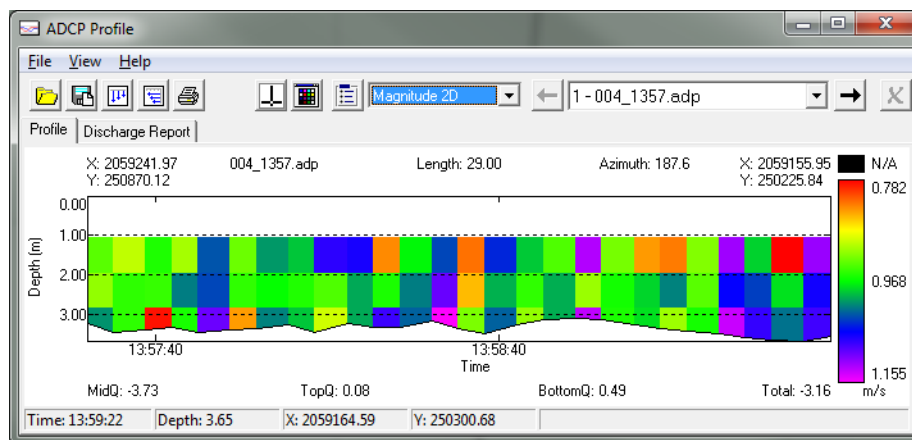 ADCP Profile
File View Help
Magnitude 2D 1 - 004_1357.adp
Profile Discharge Report
X: 2059241.97 004_1357.adp Length: 29.00 Azimuth: 187.6 X: 2059155.95 N/A
Y: 250870.12 Y: 250225.84
0.782
0.00
1.00
Depth (m)
2.00
0.968
3.00
13:57:40 13:58:40
Time
1.155
MidQ: -3.73 TopQ: 0.08 BottomQ: 0.49 Total: -3.16 m/s
Time: 13:59:22 Depth: 3.65 X: 2059164.59 Y: 250300.68